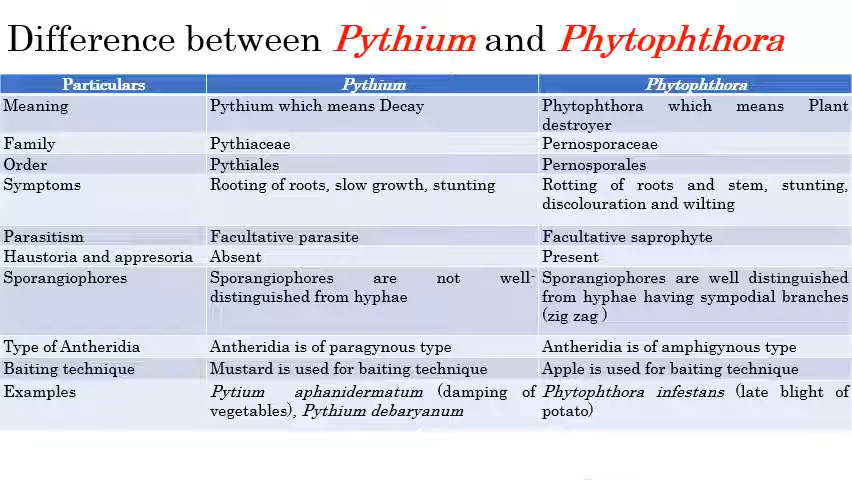 Difference between Pythium and Phytophthora
Particulars Pythium Phytophthora
Meaning Pythium which means Decay Phytophthora which means Plant
destroyer
Family Pythiaceae Pernosporaceae
Order Pythiales Pernosporales
Symptoms Rooting of roots, slow growth, stunting Rotting of roots and stem, stunting,
discolouration and wilting
Parasitism Facultative parasite Facultative saprophyte
Haustoria and appresoria Absent Present
Sporangiophores Sporangiophores are not well- Sporangiophores are well distinguished
distinguished from hyphae from hyphae having sympodial branches
(zig zag )
Type of Antheridia Antheridia is of paragynous type Antheridia is of amphigynous type
Baiting technique Mustard is used for baiting technique Apple is used for baiting technique
Examples Pytium aphanidermatum (damping of Phytophthora infestans (late blight of
vegetables), Pythium debaryanum potato)